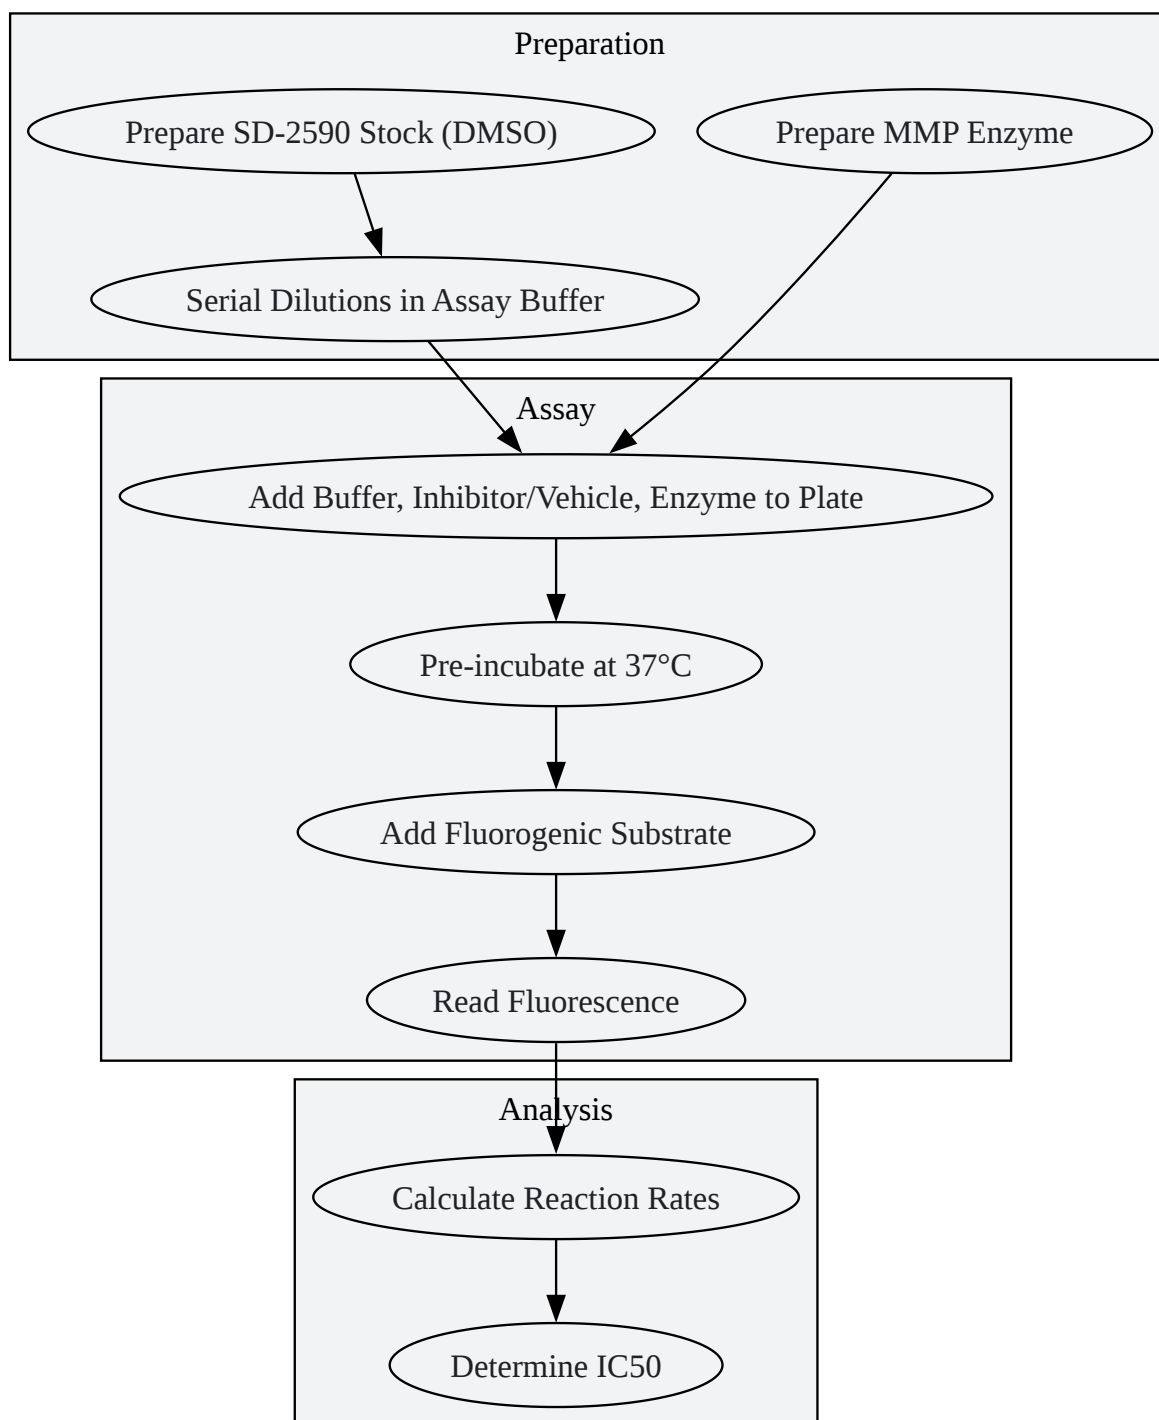 Preparation
Prepare SD-2590 Stock (DMSO)
Prepare MMP Enzyme
Serial Dilutions in Assay Buffer
Assay
Add Buffer, Inhibitor/Vehicle, Enzyme to Plate
Pre-incubate at 37°C
Add Fluorogenic Substrate
Read Fluorescence
Analysis
Calculate Reaction Rates
Determine IC50